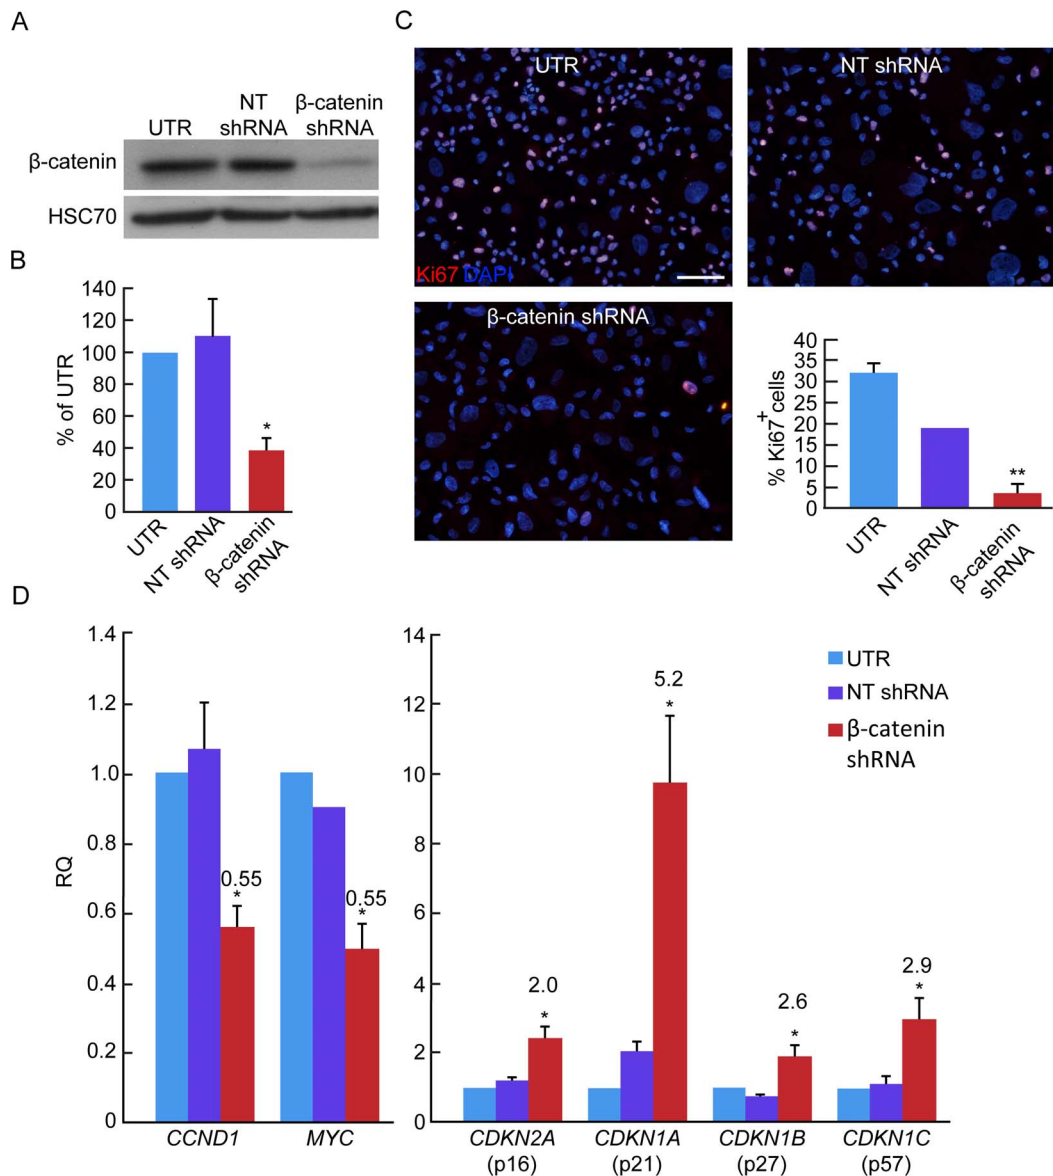 A
UTR
NT
shRNA
β-catenin
shRNA
β-catenin
HSC70
B
% of UTR
140
120
100
80
60
40
20
0
UTR
NT shRNA
β-catenin
shRNA
*
C
UTR
Ki67 DAPI
NT shRNA
β-catenin shRNA
% Ki67+ cells
40
35
30
25
20
15
10
5
0
UTR
NT shRNA
β-catenin
shRNA
**
D
RQ
1.4
1.2
1.0
0.8
0.6
0.4
0.2
0
0.55
*
0.55
*
CCND1
MYC
14
12
10
8
6
4
2
0
2.0
*
5.2
*
2.6
*
2.9
*
CDKN2A
(p16)
CDKN1A
(p21)
CDKN1B
(p27)
CDKN1C
(p57)
UTR
NT shRNA
β-catenin
shRNA